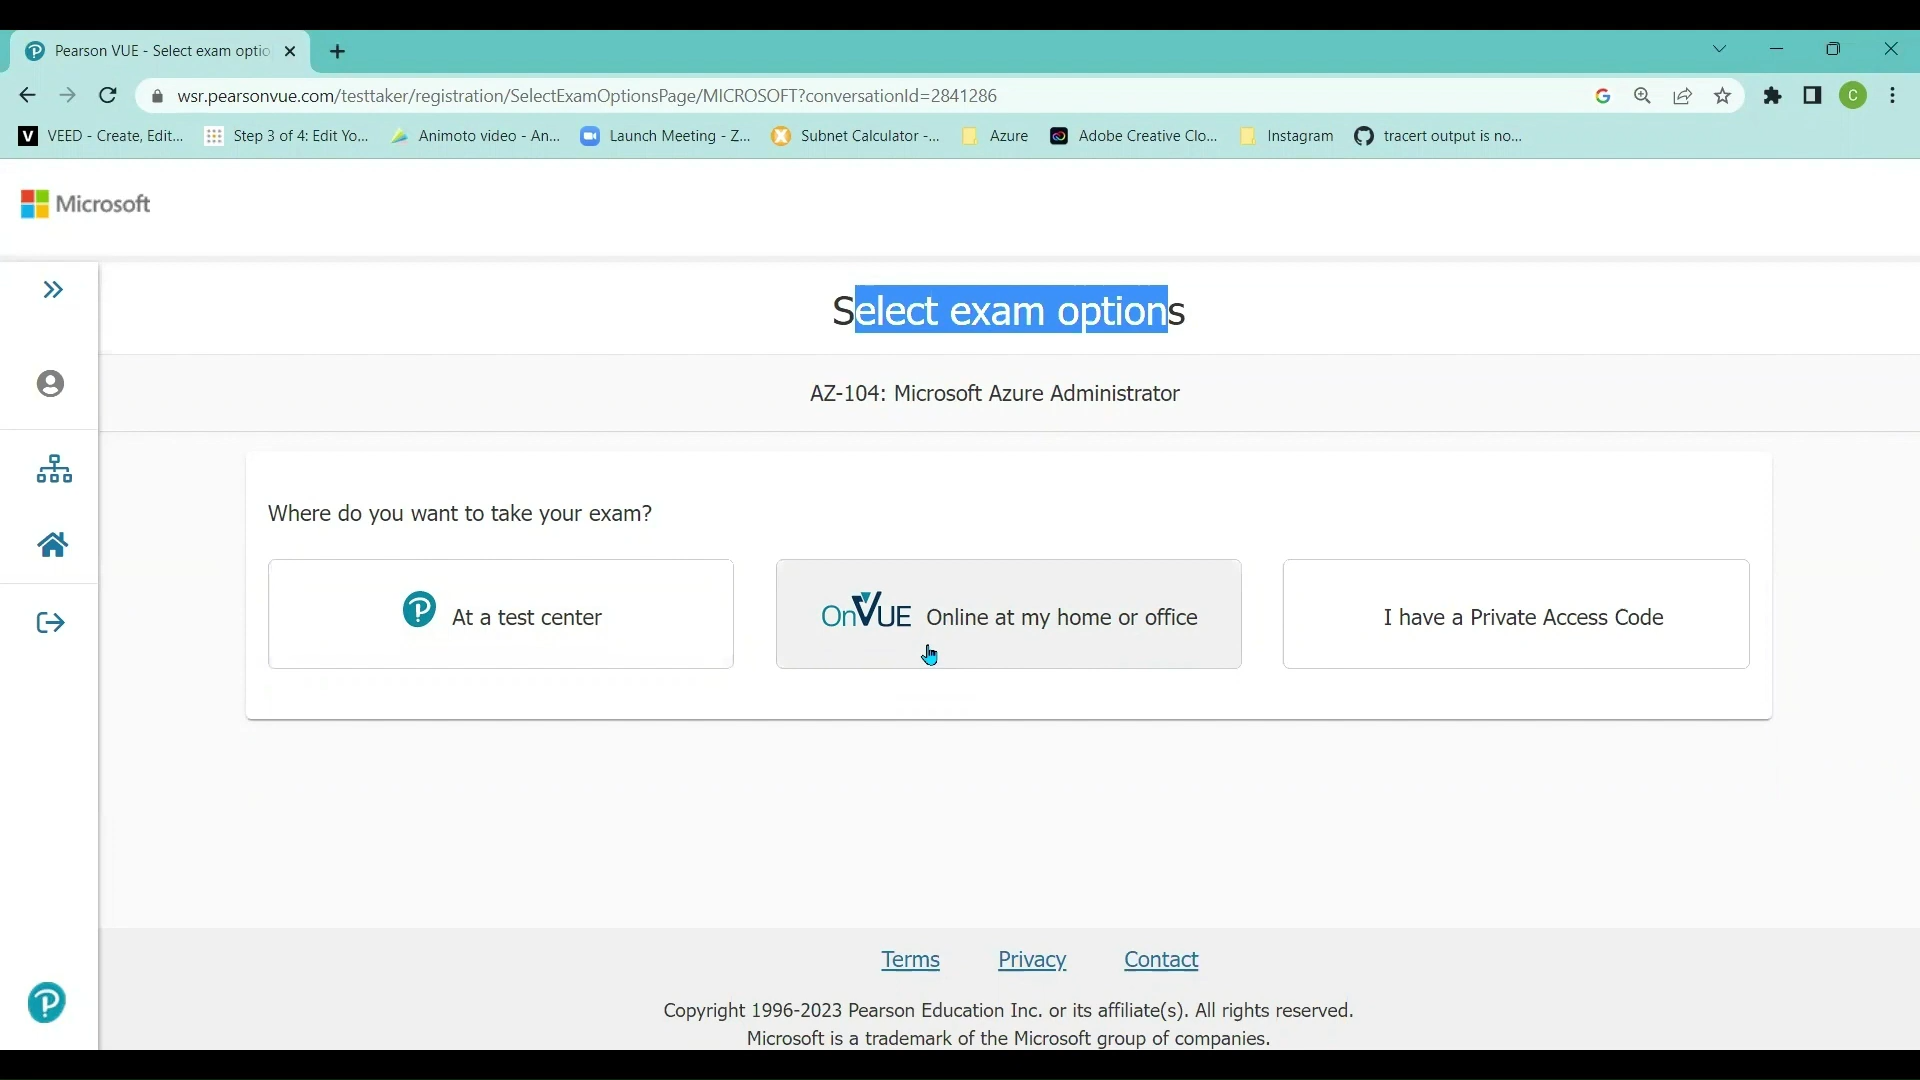 Pearson VUE - Select exam optio
wsr.pearsonvue.com/testtaker/registration/SelectExamOptionsPage/MICROSOFT?conversationId=2841286
C
VEED - Create, Edit... Step 3 of 4: Edit Yo... Animoto video - An... Launch Meeting - Z... Subnet Calculator -... Azure Adobe Creative Clo... Instagram tracert output is no...
Microsoft
Select exam options
AZ-104: Microsoft Azure Administrator
Where do you want to take your exam?
At a test center
OnVUE Online at my home or office
I have a Private Access Code
Terms Privacy Contact
Copyright 1996-2023 Pearson Education Inc. or its affiliate(s). All rights reserved.
Microsoft is a trademark of the Microsoft group of companies.